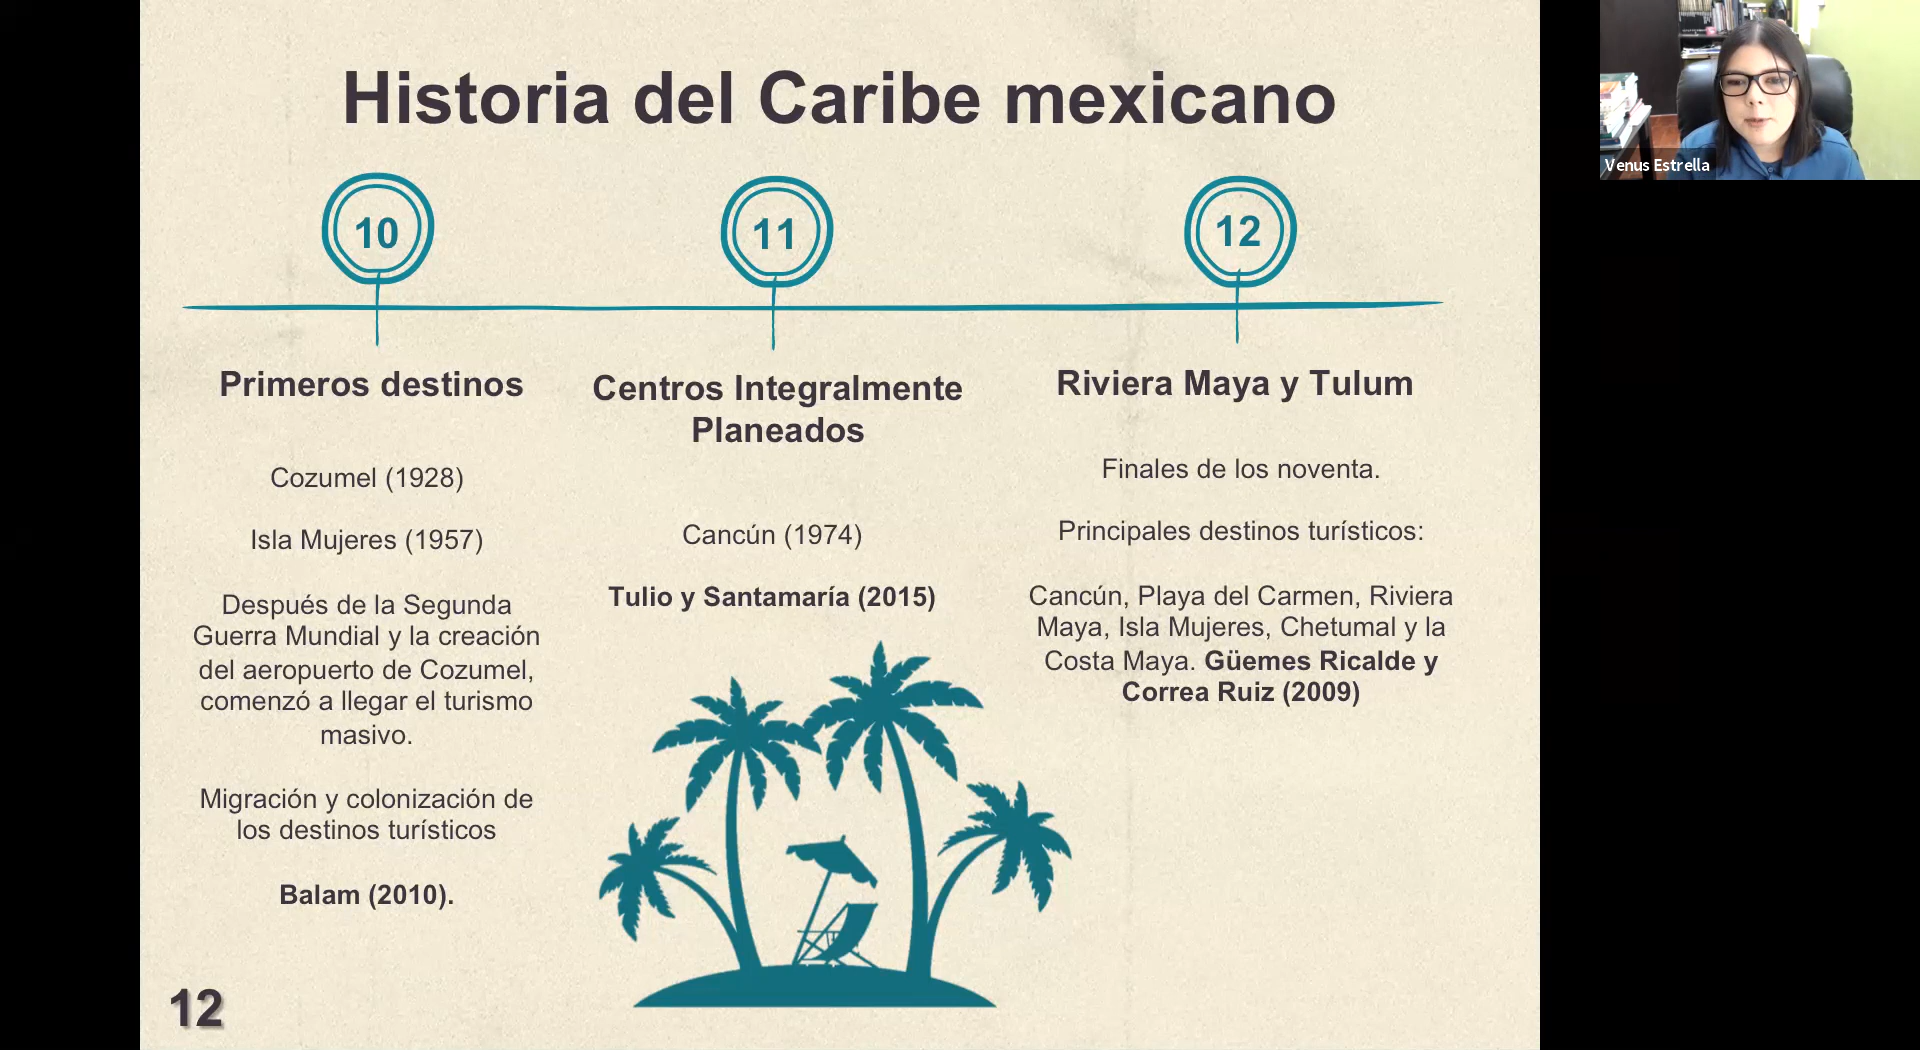 Historia del Caribe mexicano
10
11
12
Primeros destinos
Cozumel (1928)
Isla Mujeres (1957)
Después de la Segunda
Guerra Mundial y la creación
del aeropuerto de Cozumel,
comenzó a llegar el turismo
masivo.
Migración y colonización de
los destinos turísticos
Balam (2010).
Centros Integralmente
Planeados
Cancún (1974)
Tulio y Santamaría (2015)
Riviera Maya y Tulum
Finales de los noventa.
Principales destinos turísticos:
Cancún, Playa del Carmen, Riviera
Maya, Isla Mujeres, Chetumal y la
Costa Maya. Güemes Ricalde y
Correa Ruiz (2009)
12
Venus Estrella